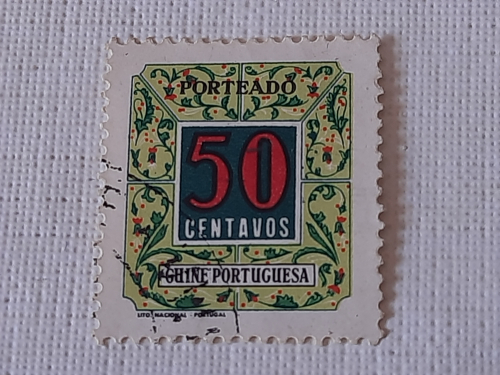 PORTEADO
50
CENTAVOS
GUINÉ PORTUGUESA
LITO NACIONAL - PORTUGAL